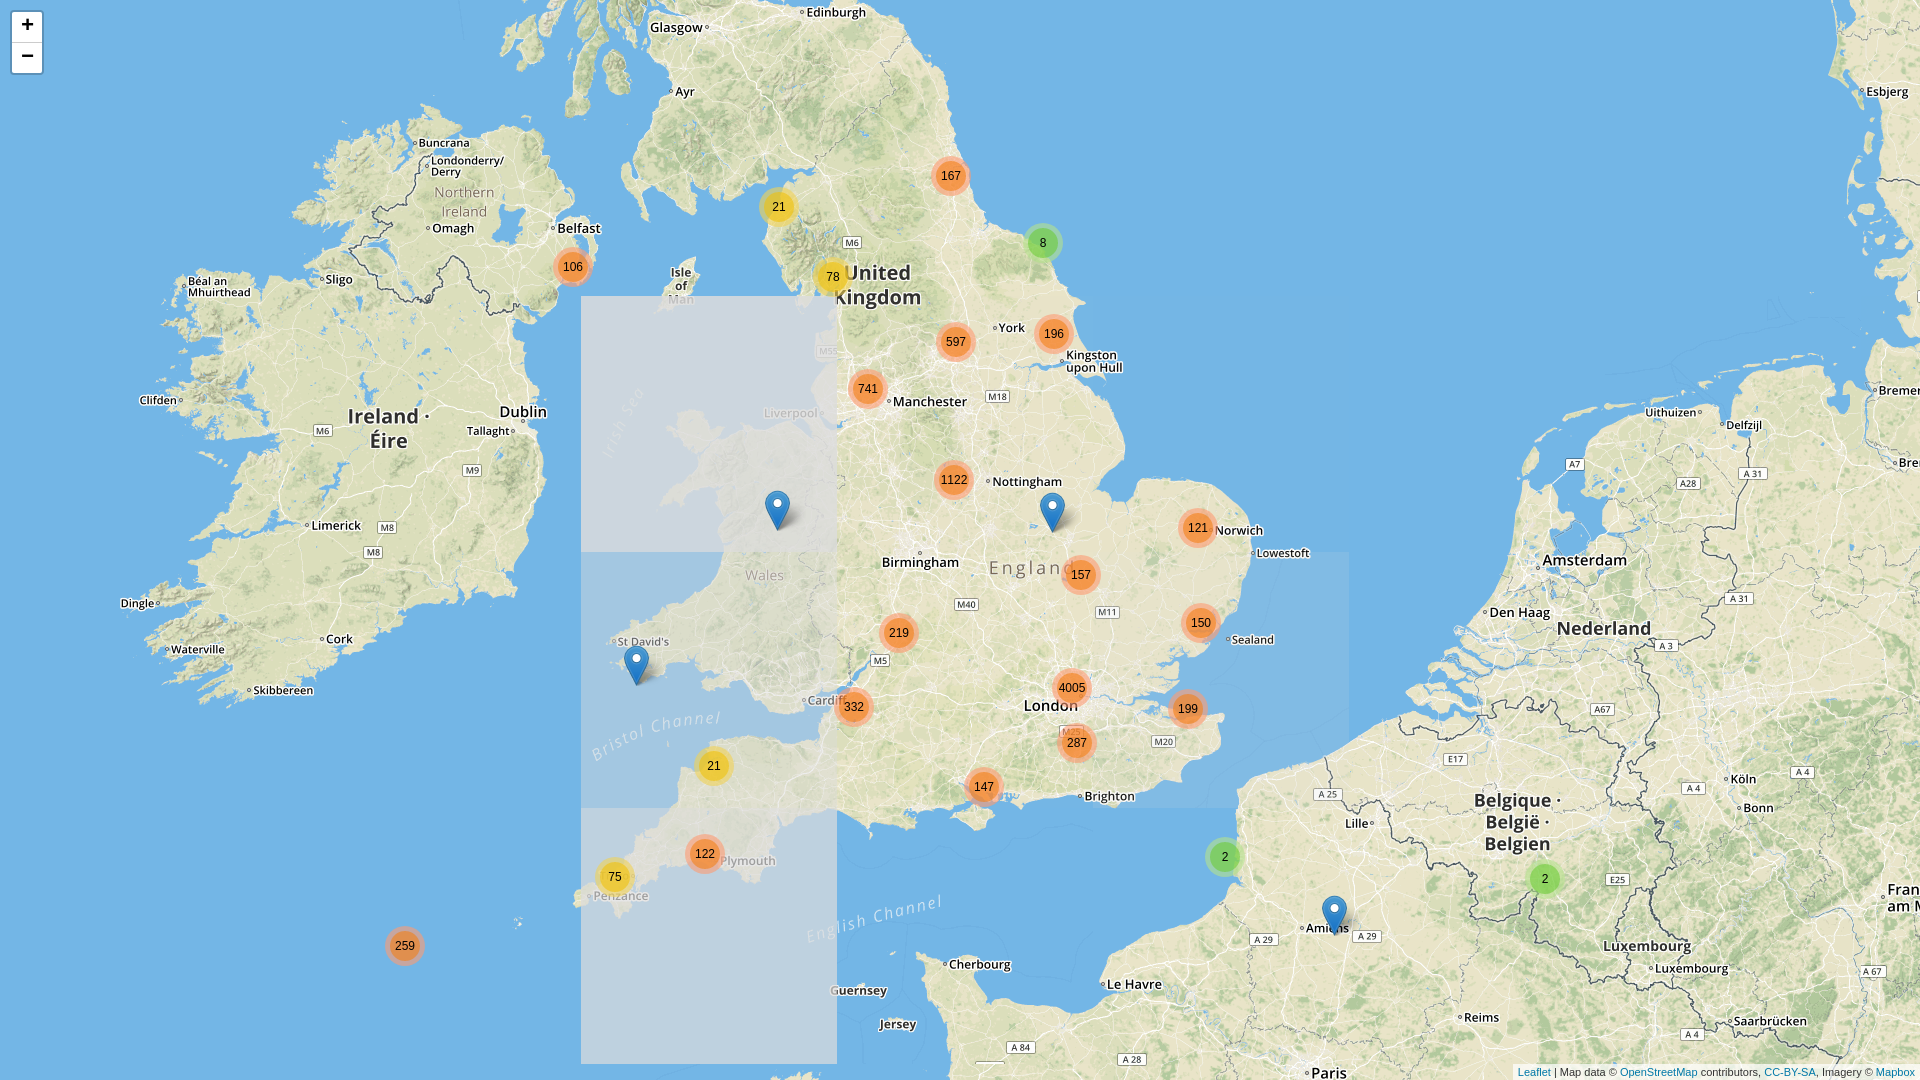 +
−
Edinburgh
Glasgow
Ayr
Esbjerg
Buncrana
Londonderry/
Derry
Northern
Ireland
Omagh
Belfast
167
21
8
106
M6
78
United
Kingdom
Isle
of
Man
Sligo
Béal an
Mhuirthead
York
196
597
Kingston
upon Hull
M55
741
Manchester
M18
Liverpool
Irish Sea
Clifden
Dublin
Ireland ·
Éire
Tallaght
M6
M9
Uithuizen
Delfzijl
Bremer
Bre
A7
A 31
A28
1122
Nottingham
121
Norwich
Lowestoft
Limerick
M8
M8
Birmingham
England
157
Wales
Amsterdam
A 31
Dingle
M40
M11
Den Haag
Nederland
Cork
Waterville
St David's
219
150
Sealand
M5
A 3
Skibbereen
4005
Cardiff
332
London
199
A67
Bristol Channel
M25
287
M20
E17
21
147
Brighton
A 25
Köln
A 4
A 4
Bonn
Belgique ·
België ·
Belgien
Lille
122
Plymouth
2
75
Penzance
2
E25
Fran
am M
English Channel
259
Amiens
A 29
A 29
Luxembourg
Luxembourg
A 67
Cherbourg
Le Havre
Guernsey
Jersey
Reims
Saarbrücken
A 84
A 28
A 4
Paris
Leaflet | Map data © OpenStreetMap contributors, CC-BY-SA, Imagery © Mapbox